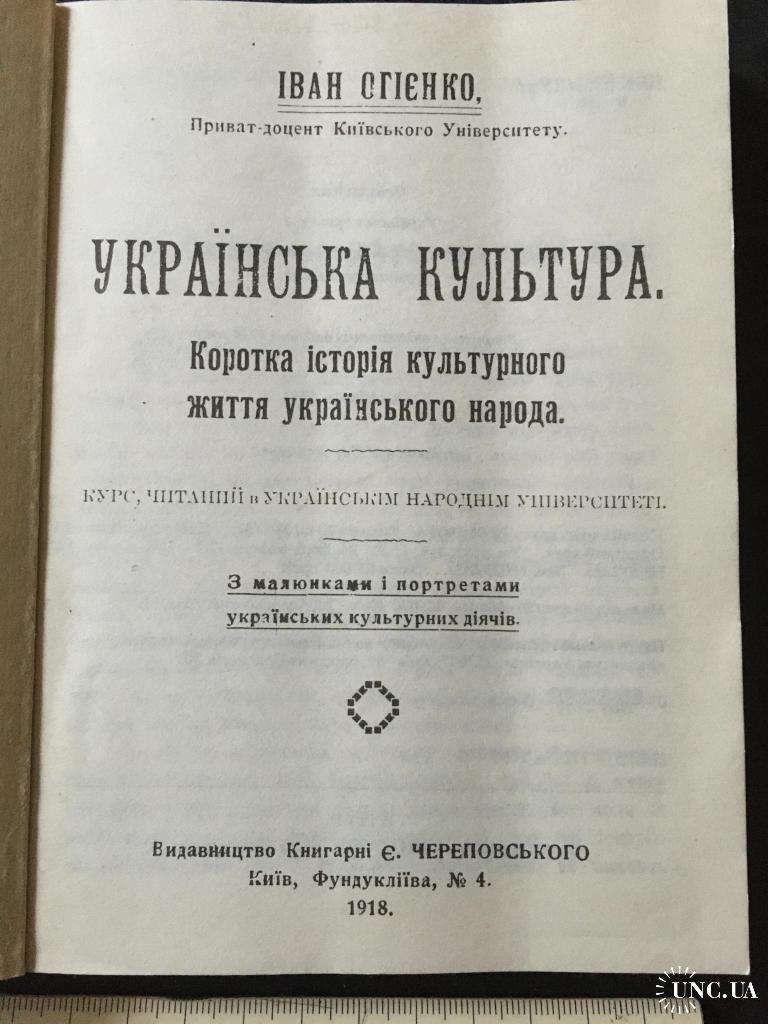 ІВАН ОГІЄНКО,
Приват-доцент Київського Університету.
УКРАЇНСЬКА КУЛЬТУРА.
Коротка історія культурного
життя українського народа.
КУРС, ЧИТАНИЙ в УКРАЇНСЬКІМ НАРОДНІМ УНІВЕРСИТЕТІ.
З малюнками і портретами
українських культурних діячів.
Видавництво Книгарні Є. ЧЕРЕПОВСЬКОГО
Київ, Фундукліїва, № 4.
1918.
UNC.UA